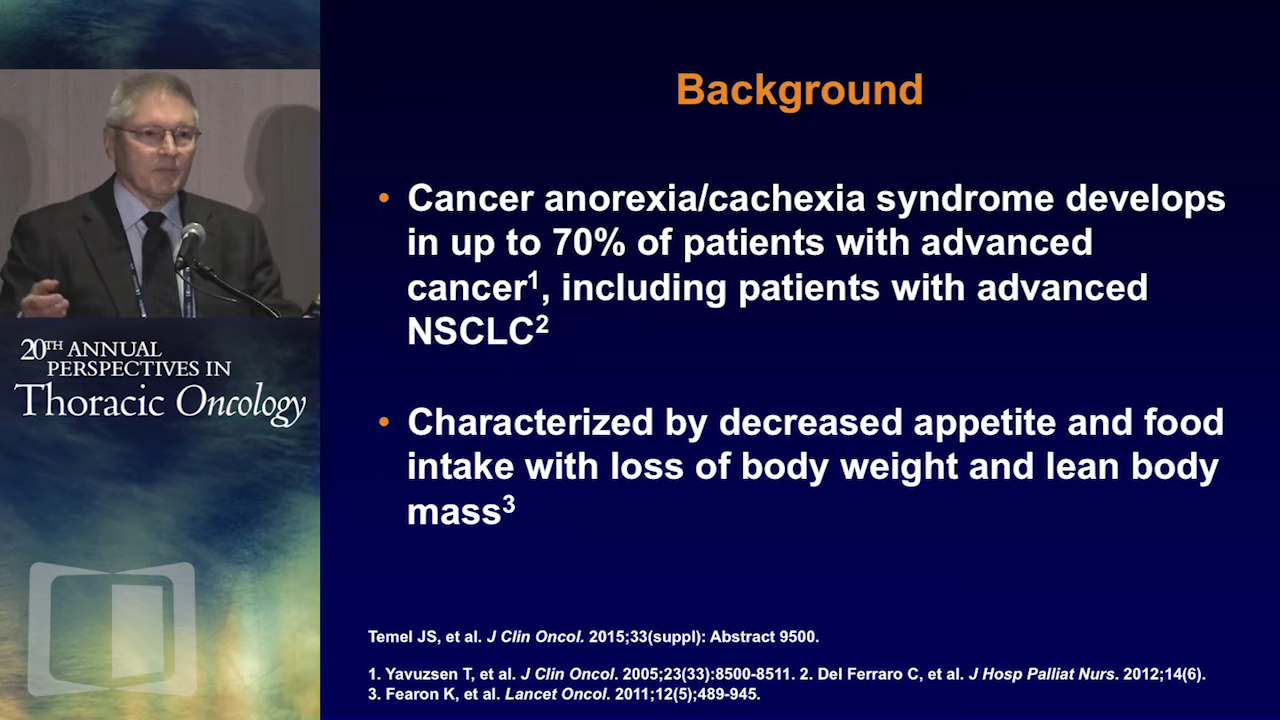 20TH ANNUAL
PERSPECTIVES IN
Thoracic Oncology
Background
• Cancer anorexia/cachexia syndrome develops
in up to 70% of patients with advanced
cancer1, including patients with advanced
NSCLC2
• Characterized by decreased appetite and food
intake with loss of body weight and lean body
mass3
Temel JS, et al. J Clin Oncol. 2015;33(suppl): Abstract 9500.
1. Yavuzsen T, et al. J Clin Oncol. 2005;23(33):8500-8511. 2. Del Ferraro C, et al. J Hosp Palliat Nurs. 2012;14(6).
3. Fearon K, et al. Lancet Oncol. 2011;12(5);489-945.